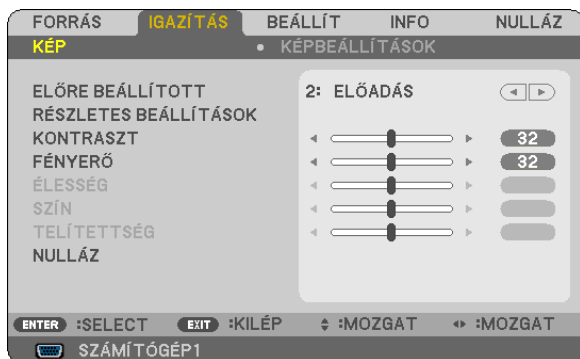 FORRÁS IGAZÍTÁS BEÁLLÍT INFO NULLÁZ
KÉP • KÉPBEÁLLÍTÁSOK
ELŐRE BEÁLLÍTOTT 2: ELŐADÁS
RÉSZLETES BEÁLLÍTÁSOK
KONTRASZT 32
FÉNYERŐ 32
ÉLESSÉG
SZÍN
TELÍTETTSÉG
NULLÁZ
ENTER :SELECT EXIT :KILÉP :MOZGAT :MOZGAT
SZÁMÍTÓGÉP1